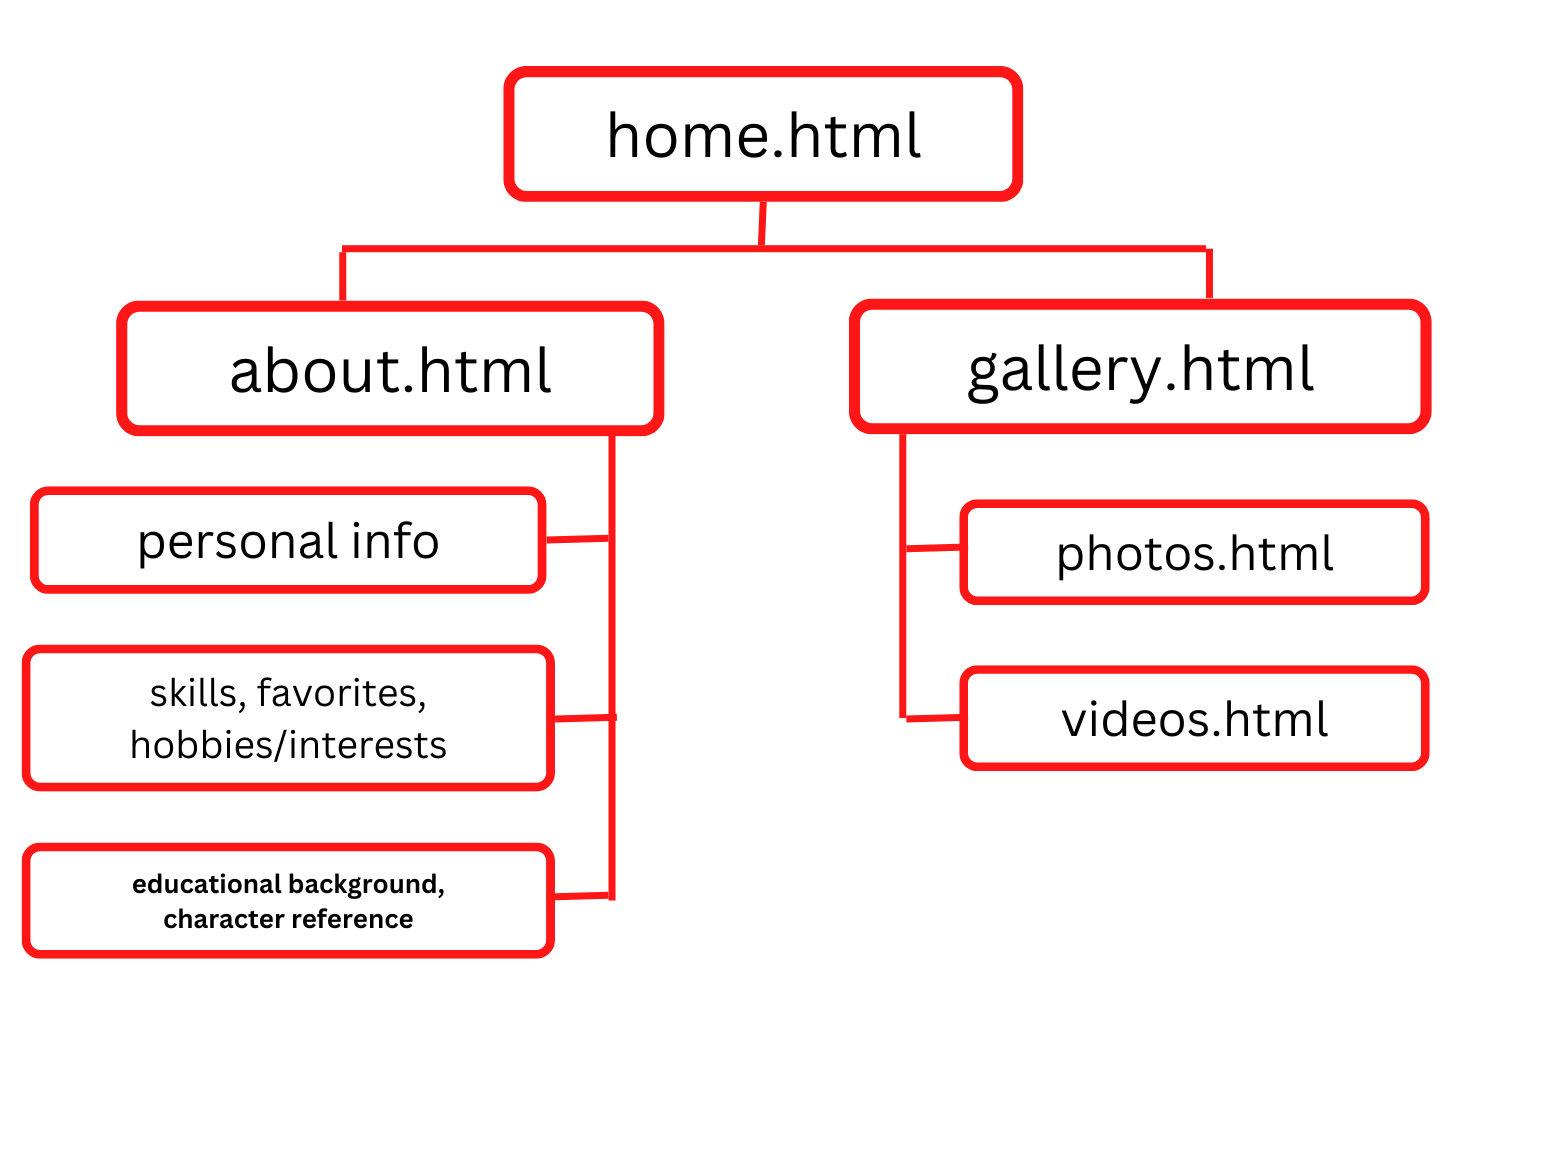 home.html
about.html
gallery.html
personal info
photos.html
skills, favorites,
hobbies/interests
videos.html
educational background,
character reference